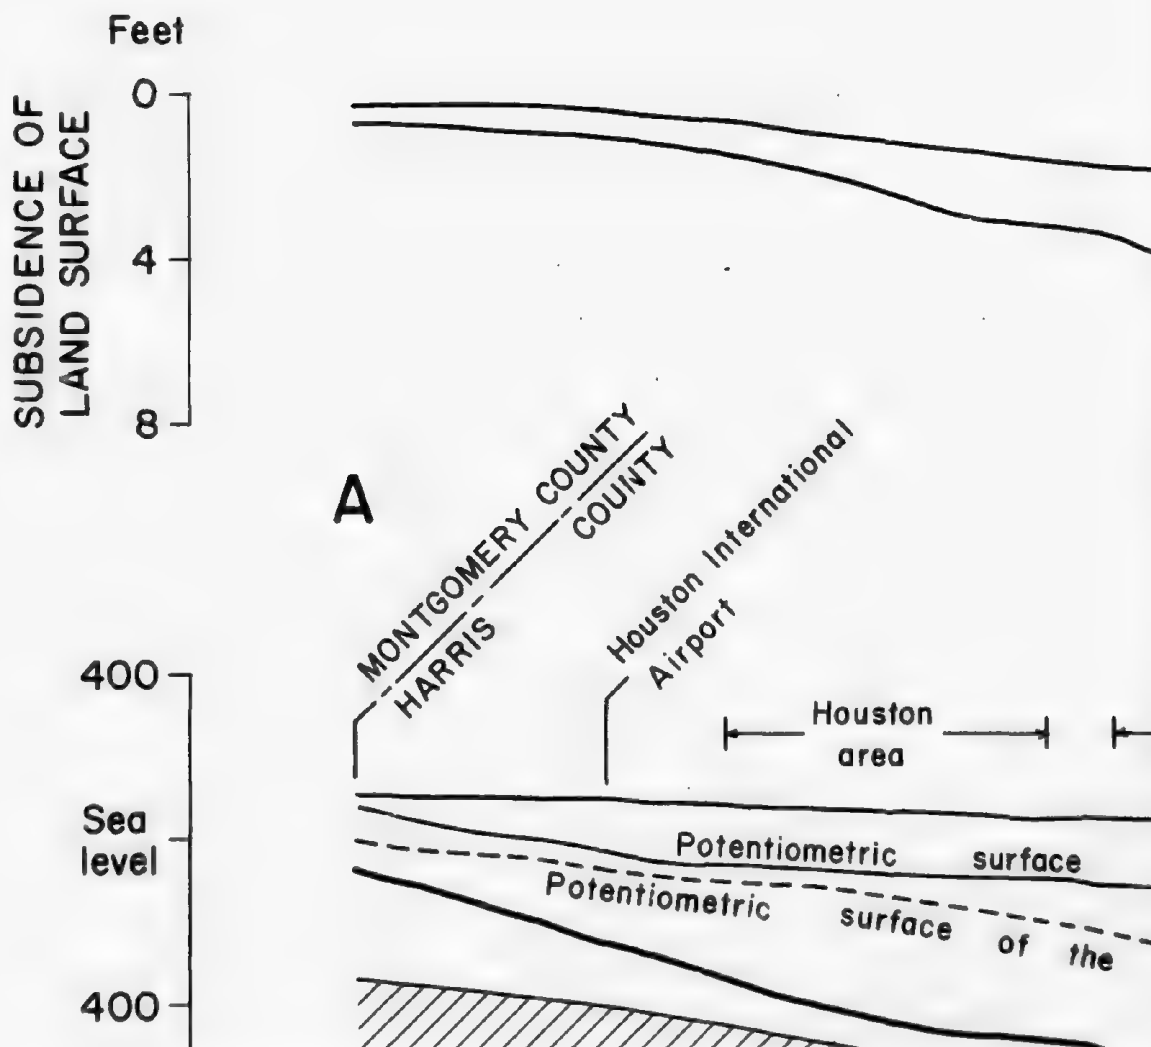 Feet
SUBSIDENCE OF
LAND SURFACE
0
4
8
A
MONTGOMERY COUNTY
HARRIS COUNTY
Houston International
Airport
400
Houston
area
Sea
level
Potentiometric surface
Potentiometric surface of the
400